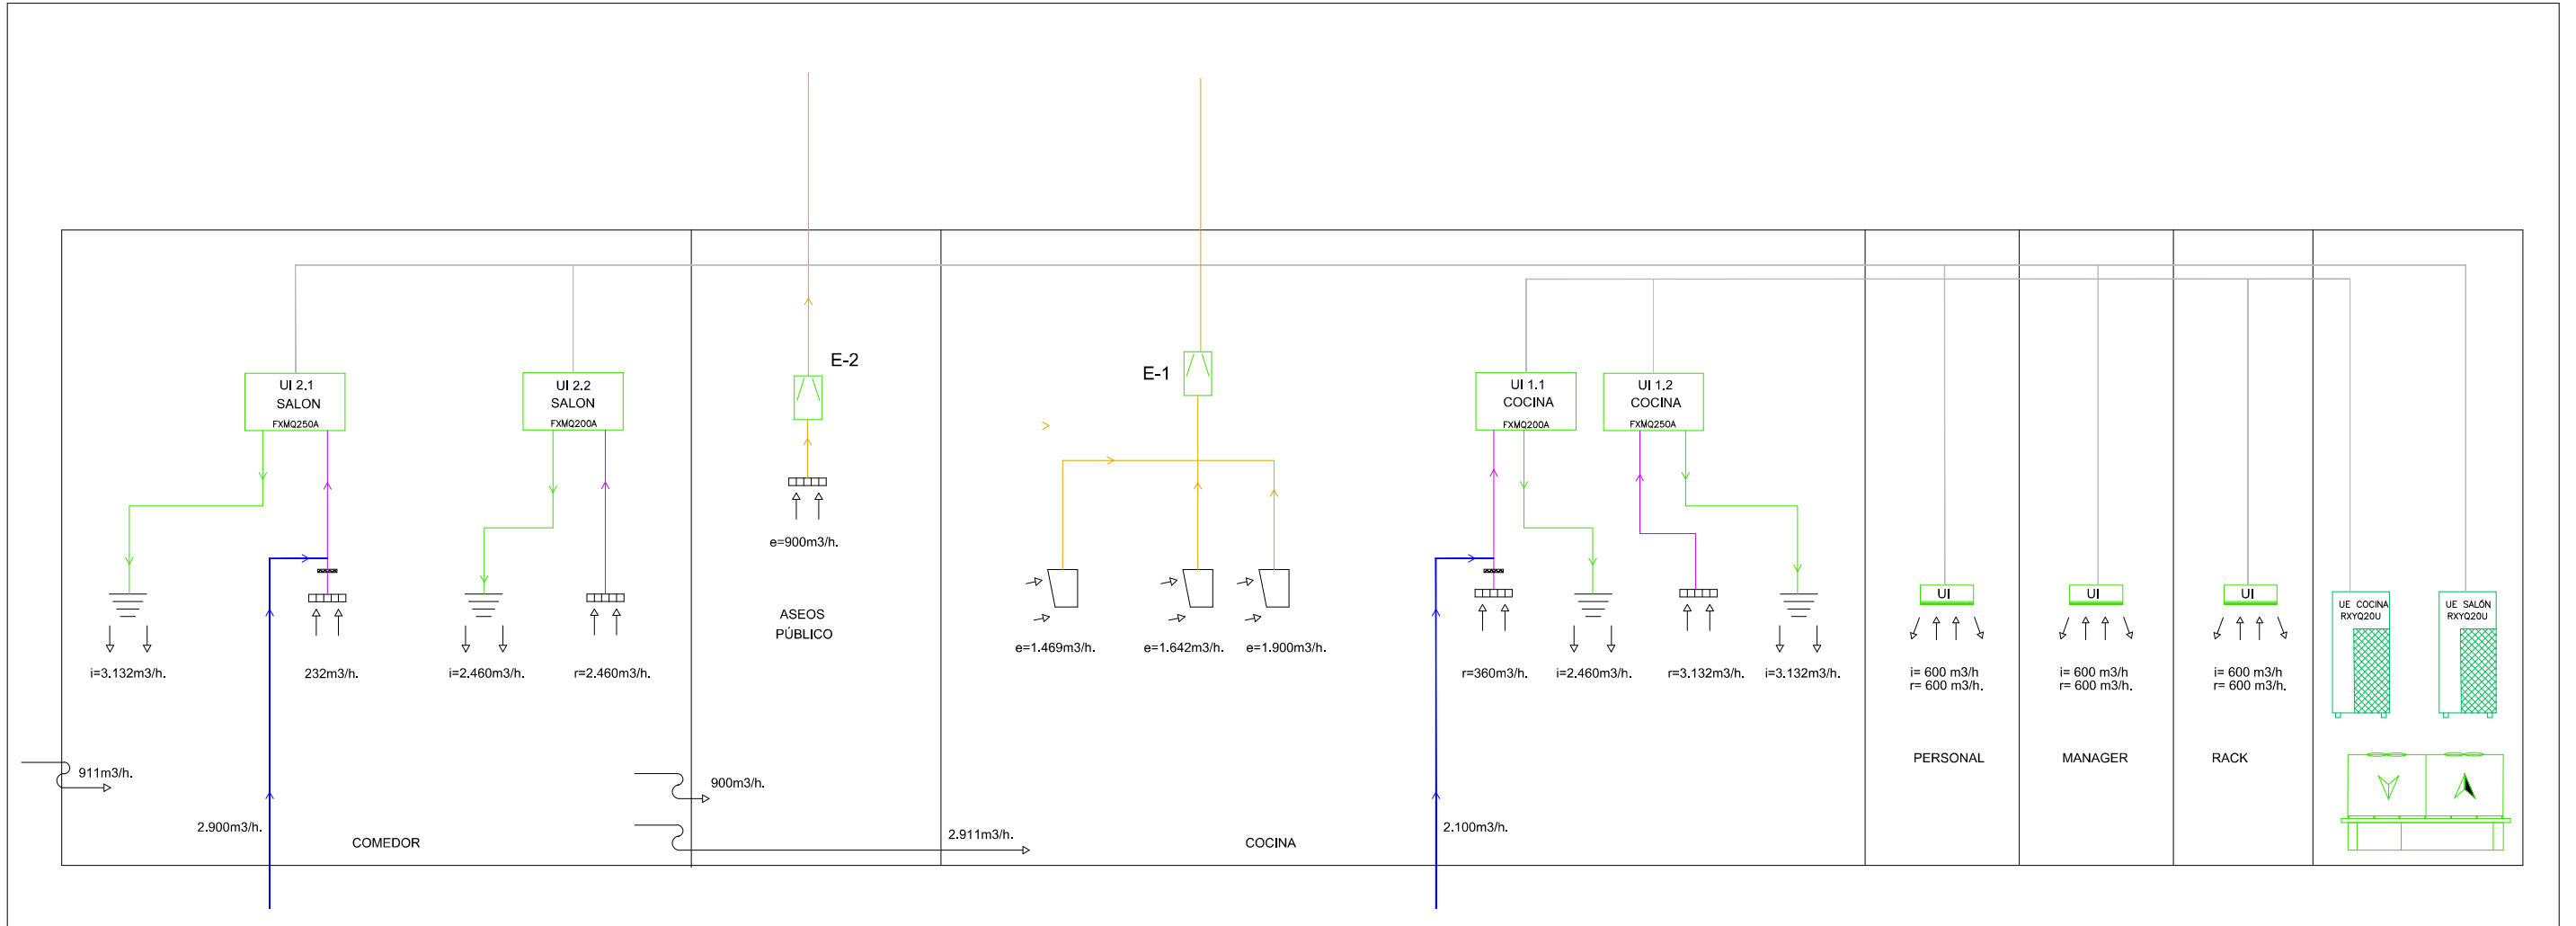 E-2
E-1
UI 2.1
SALON
FXMQ250A
UI 2.2
SALON
FXMQ200A
UI 1.1
COCINA
FXMQ200A
UI 1.2
COCINA
FXMQ250A
e=900m3/h.
ASEOS
PÚBLICO
UI
UI
UI
UE COCINA
RXYQ20U
UE SALÓN
RXYQ20U
i=3.132m3/h.
232m3/h.
i=2.460m3/h.
r=2.460m3/h.
e=1.469m3/h.
e=1.642m3/h.
e=1.900m3/h.
r=360m3/h.
i=2.460m3/h.
r=3.132m3/h.
i=3.132m3/h.
i= 600 m3/h
r= 600 m3/h.
i= 600 m3/h
r= 600 m3/h.
i= 600 m3/h
r= 600 m3/h.
PERSONAL
MANAGER
RACK
911m3/h.
900m3/h.
2.900m3/h.
2.911m3/h.
2.100m3/h.
COMEDOR
COCINA